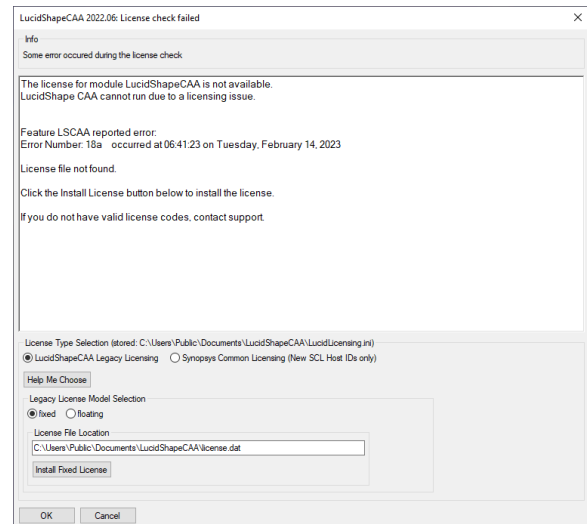 LucidShapeCAA 2022.06: License check failed
Info
Some error occured during the license check
The license for module LucidShapeCAA is not available.
LucidShape CAA cannot run due to a licensing issue.
Feature LSCAA reported error:
Error Number: 18a occurred at 06:41:23 on Tuesday, February 14, 2023
License file not found.
Click the Install License button below to install the license.
If you do not have valid license codes, contact support.
License Type Selection (stored: C:\Users\Public\Documents\LucidShapeCAA\LucidLicensing.ini)
LucidShapeCAA Legacy Licensing Synopsys Common Licensing (New SCL Host IDs only)
Help Me Choose
Legacy License Model Selection
fixed floating
License File Location
C:\Users\Public\Documents\LucidShapeCAA\license.dat
Install Fixed License
OK Cancel